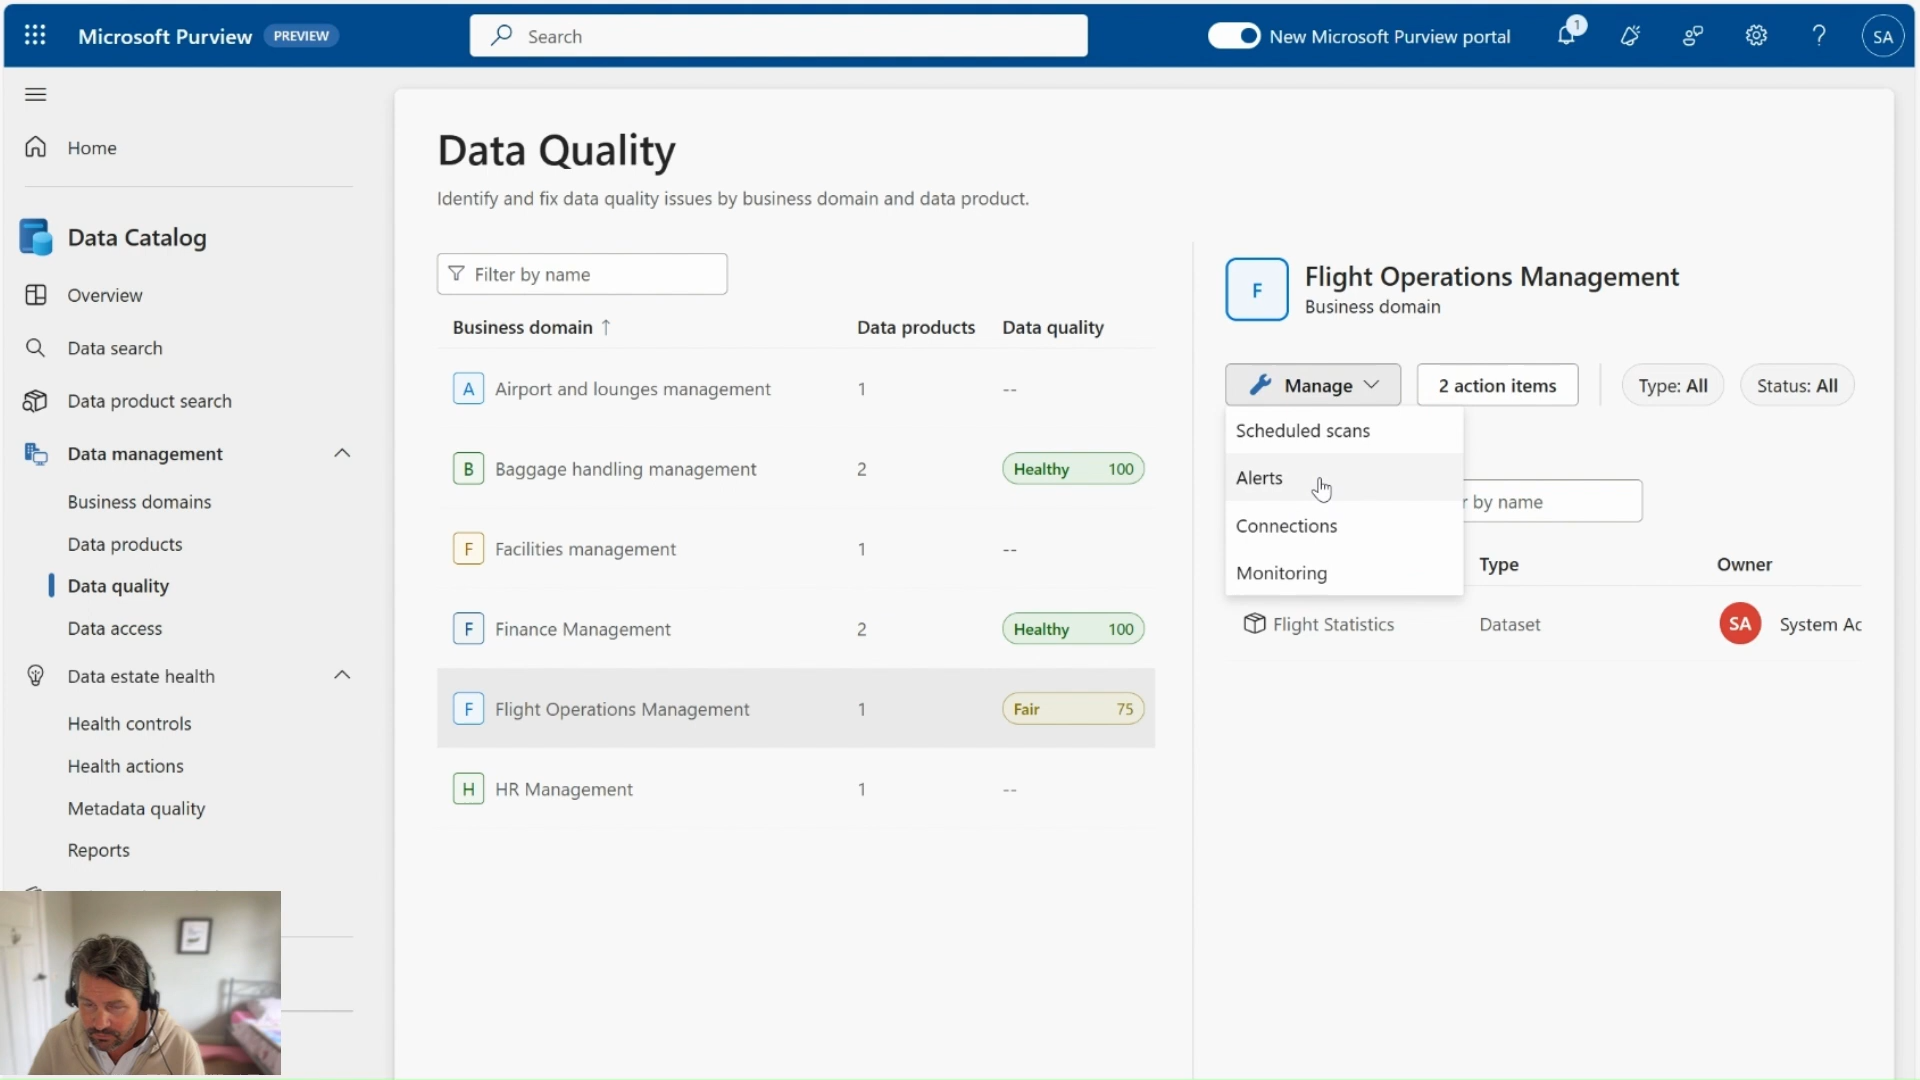 Microsoft Purview PREVIEW
Search
New Microsoft Purview portal
1
SA
Home
Data Catalog
Overview
Data search
Data product search
Data management
Business domains
Data products
Data quality
Data access
Data estate health
Health controls
Health actions
Metadata quality
Reports
Data Quality
Identify and fix data quality issues by business domain and data product.
Filter by name
Business domain ↑ Data products Data quality
A Airport and lounges management 1 --
B Baggage handling management 2 Healthy 100
F Facilities management 1 --
F Finance Management 2 Healthy 100
F Flight Operations Management 1 Fair 75
H HR Management 1 --
F Flight Operations Management
Business domain
Manage 2 action items Type: All Status: All
Scheduled scans
Alerts
Connections
Monitoring
r by name
Type Owner
Flight Statistics Dataset SA System Ac